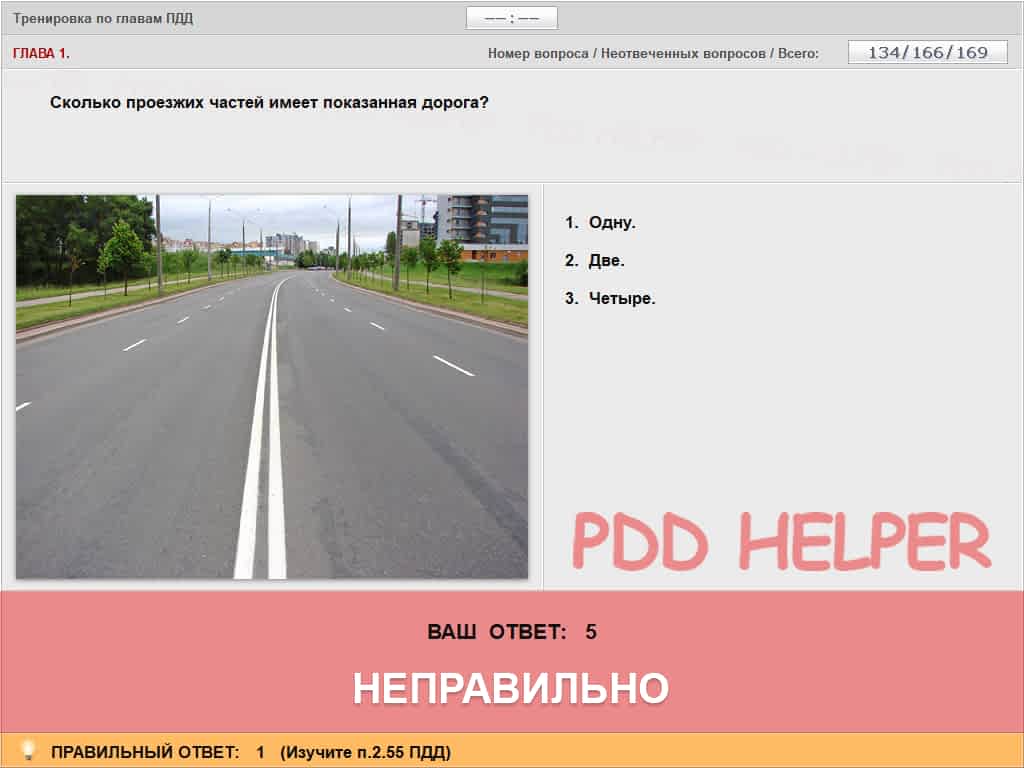 Тренировка по главам ПДД
—— : ——
ГЛАВА 1.
Номер вопроса / Неотвеченных вопросов / Всего: 134/166/169
Сколько проезжих частей имеет показанная дорога?
1. Одну.
2. Две.
3. Четыре.
PDD HELPER
ВАШ ОТВЕТ: 5
НЕПРАВИЛЬНО
ПРАВИЛЬНЫЙ ОТВЕТ: 1 (Изучите п.2.55 ПДД)